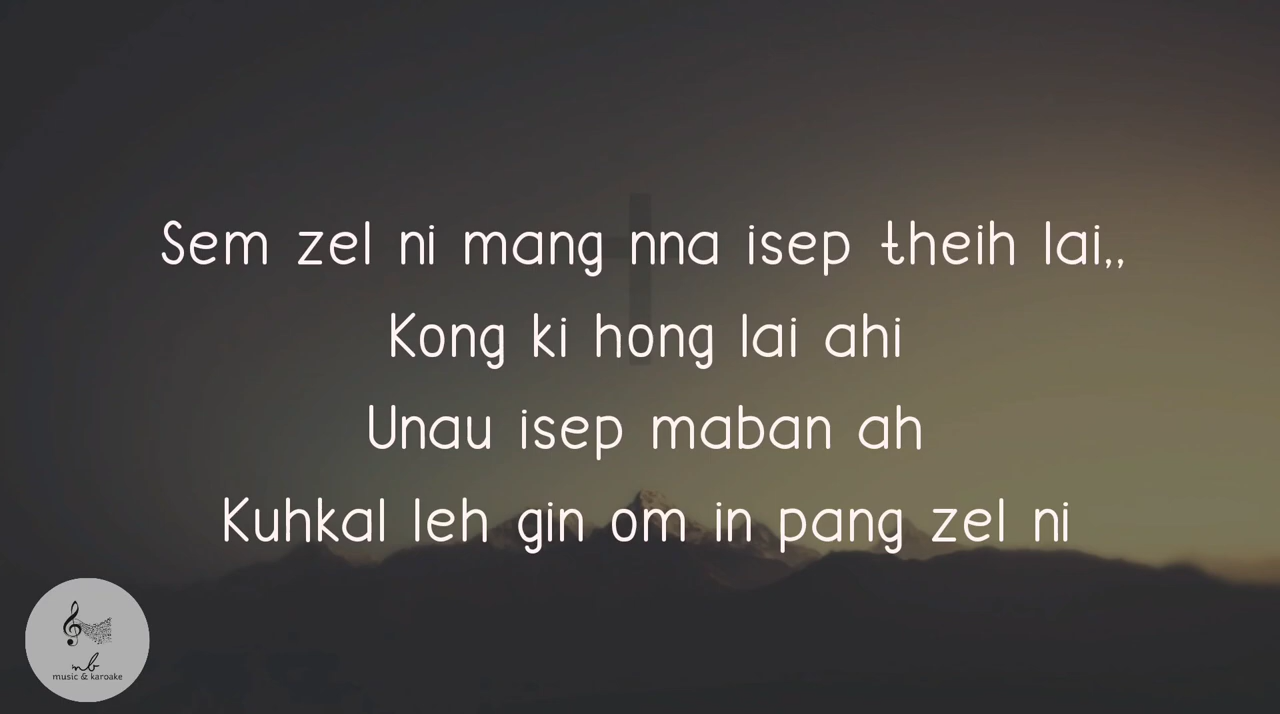 Sem zel ni mang nna isep theih lai,,
Kong ki hong lai ahi
Unau isep maban ah
Kuhkal leh gin om in pang zel ni
nb
music & karoake